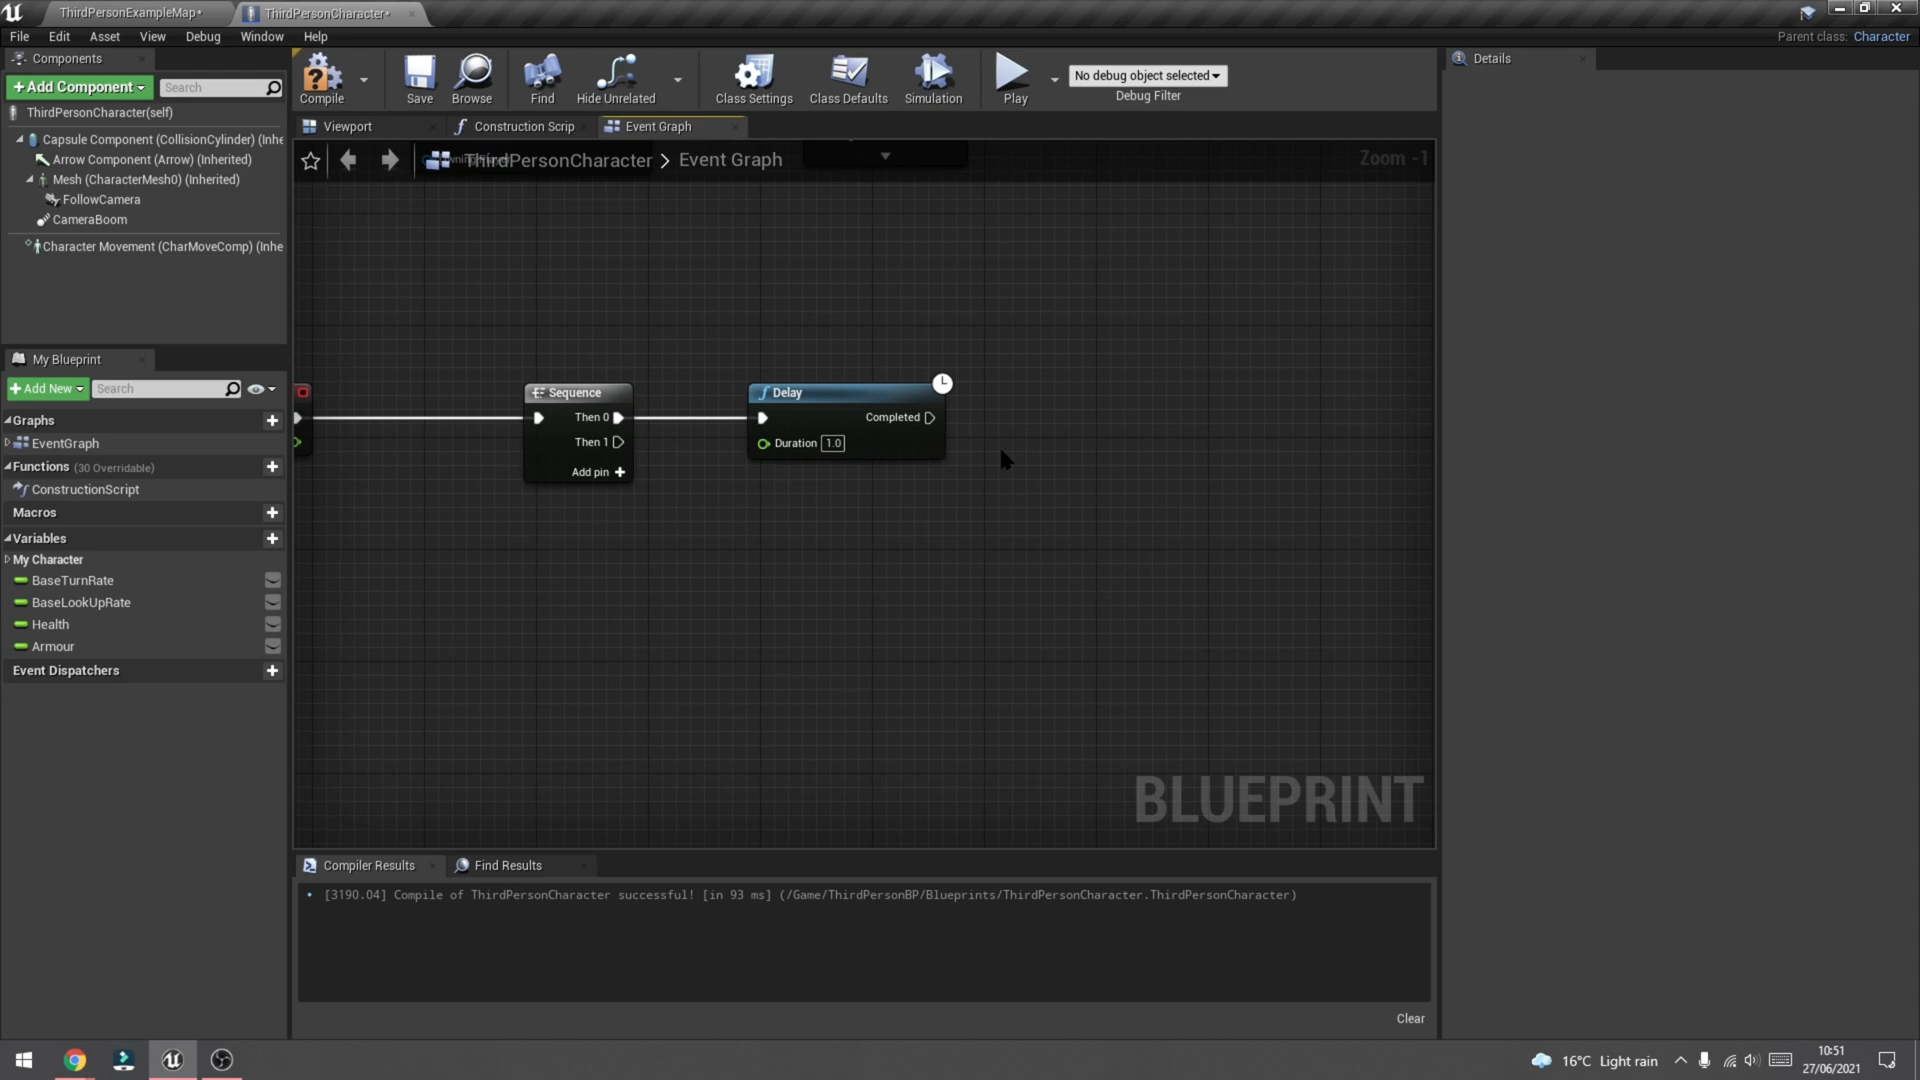 ThirdPersonExampleMap*
ThirdPersonCharacter*
File Edit Asset View Debug Window Help
Parent class: Character
Components
+Add Component
Search
ThirdPersonCharacter(self)
Capsule Component (CollisionCylinder) (Inhe
Arrow Component (Arrow) (Inherited)
Mesh (CharacterMesh0) (Inherited)
FollowCamera
CameraBoom
Character Movement (CharMoveComp) (Inhe
Compile
Save
Browse
Find
Hide Unrelated
Class Settings
Class Defaults
Simulation
Play
No debug object selected
Debug Filter
Details
Viewport
Construction Scrip
Event Graph
ThirdPersonCharacter > Event Graph
Zoom -1
My Blueprint
+Add New
Search
Graphs
EventGraph
Functions (30 Overridable)
ConstructionScript
Macros
Variables
My Character
BaseTurnRate
BaseLookUpRate
Health
Armour
Event Dispatchers
Sequence
Then 0
Then 1
Add pin +
Delay
Completed
Duration 1.0
BLUEPRINT
Compiler Results
Find Results
[3190.04] Compile of ThirdPersonCharacter successful! [in 93 ms] (/Game/ThirdPersonBP/Blueprints/ThirdPersonCharacter.ThirdPersonCharacter)
Clear
16°C Light rain
10:51
27/06/2021